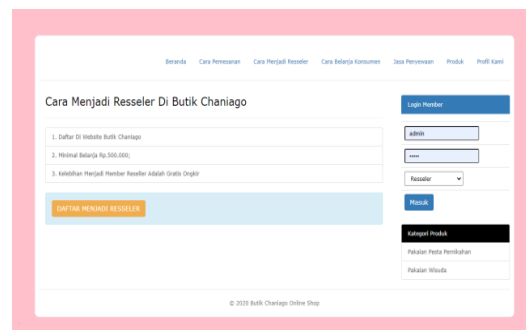 Beranda Cara Pemesanan Cara Menjadi Resseler Cara Belanja Konsumen Jasa Penyewaan Produk Profil Kami
Cara Menjadi Resseler Di Butik Chaniago
1. Daftar Di Website Butik Chaniago
2. Minimal Belanja Rp.500.000;
3. Kelebihan Menjadi Member Reseller Adalah Gratis Ongkir
DAFTAR MENJADI RESSELER
Login Member
admin
•••••
Resseler
Masuk
Kategori Produk
Pakaian Pesta Pernikahan
Pakaian Wisuda
© 2020 Butik Chaniago Online Shop